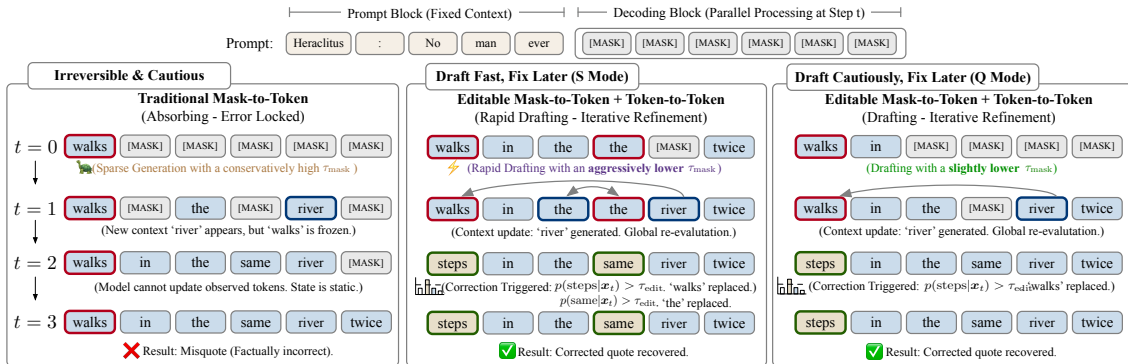 Prompt Block (Fixed Context)
Decoding Block (Parallel Processing at Step t)
Prompt: Heraclitus : No man ever [MASK] [MASK] [MASK] [MASK] [MASK] [MASK]
Irreversible & Cautious
Traditional Mask-to-Token
(Absorbing - Error Locked)
t = 0 walks [MASK] [MASK] [MASK] [MASK] [MASK]
(Sparse Generation with a conservatively high τmask )
t = 1 walks [MASK] the [MASK] river [MASK]
(New context ‘river’ appears, but ‘walks’ is frozen.)
t = 2 walks in the same river [MASK]
(Model cannot update observed tokens. State is static.)
t = 3 walks in the same river twice
Result: Misquote (Factually incorrect).
Draft Fast, Fix Later (S Mode)
Editable Mask-to-Token + Token-to-Token
(Rapid Drafting - Iterative Refinement)
walks in the the [MASK] twice
(Rapid Drafting with an aggressively lower τmask )
walks in the the river twice
(Context update: ‘river’ generated. Global re-evalutation.)
steps in the same river twice
(Correction Triggered: p(steps|xt) > τedit. ‘walks’ replaced.
p(same|xt) > τedit. ‘the’ replaced.
steps in the same river twice
Result: Corrected quote recovered.
Draft Cautiously, Fix Later (Q Mode)
Editable Mask-to-Token + Token-to-Token
(Drafting - Iterative Refinement)
walks in [MASK] [MASK] [MASK] [MASK]
(Drafting with a slightly lower τmask )
walks in the [MASK] river twice
(Context update: ‘river’ generated. Global re-evalutation.)
steps in the same river twice
(Correction Triggered: p(steps|xt) > τedit. ‘walks’ replaced.)
steps in the same river twice
Result: Corrected quote recovered.